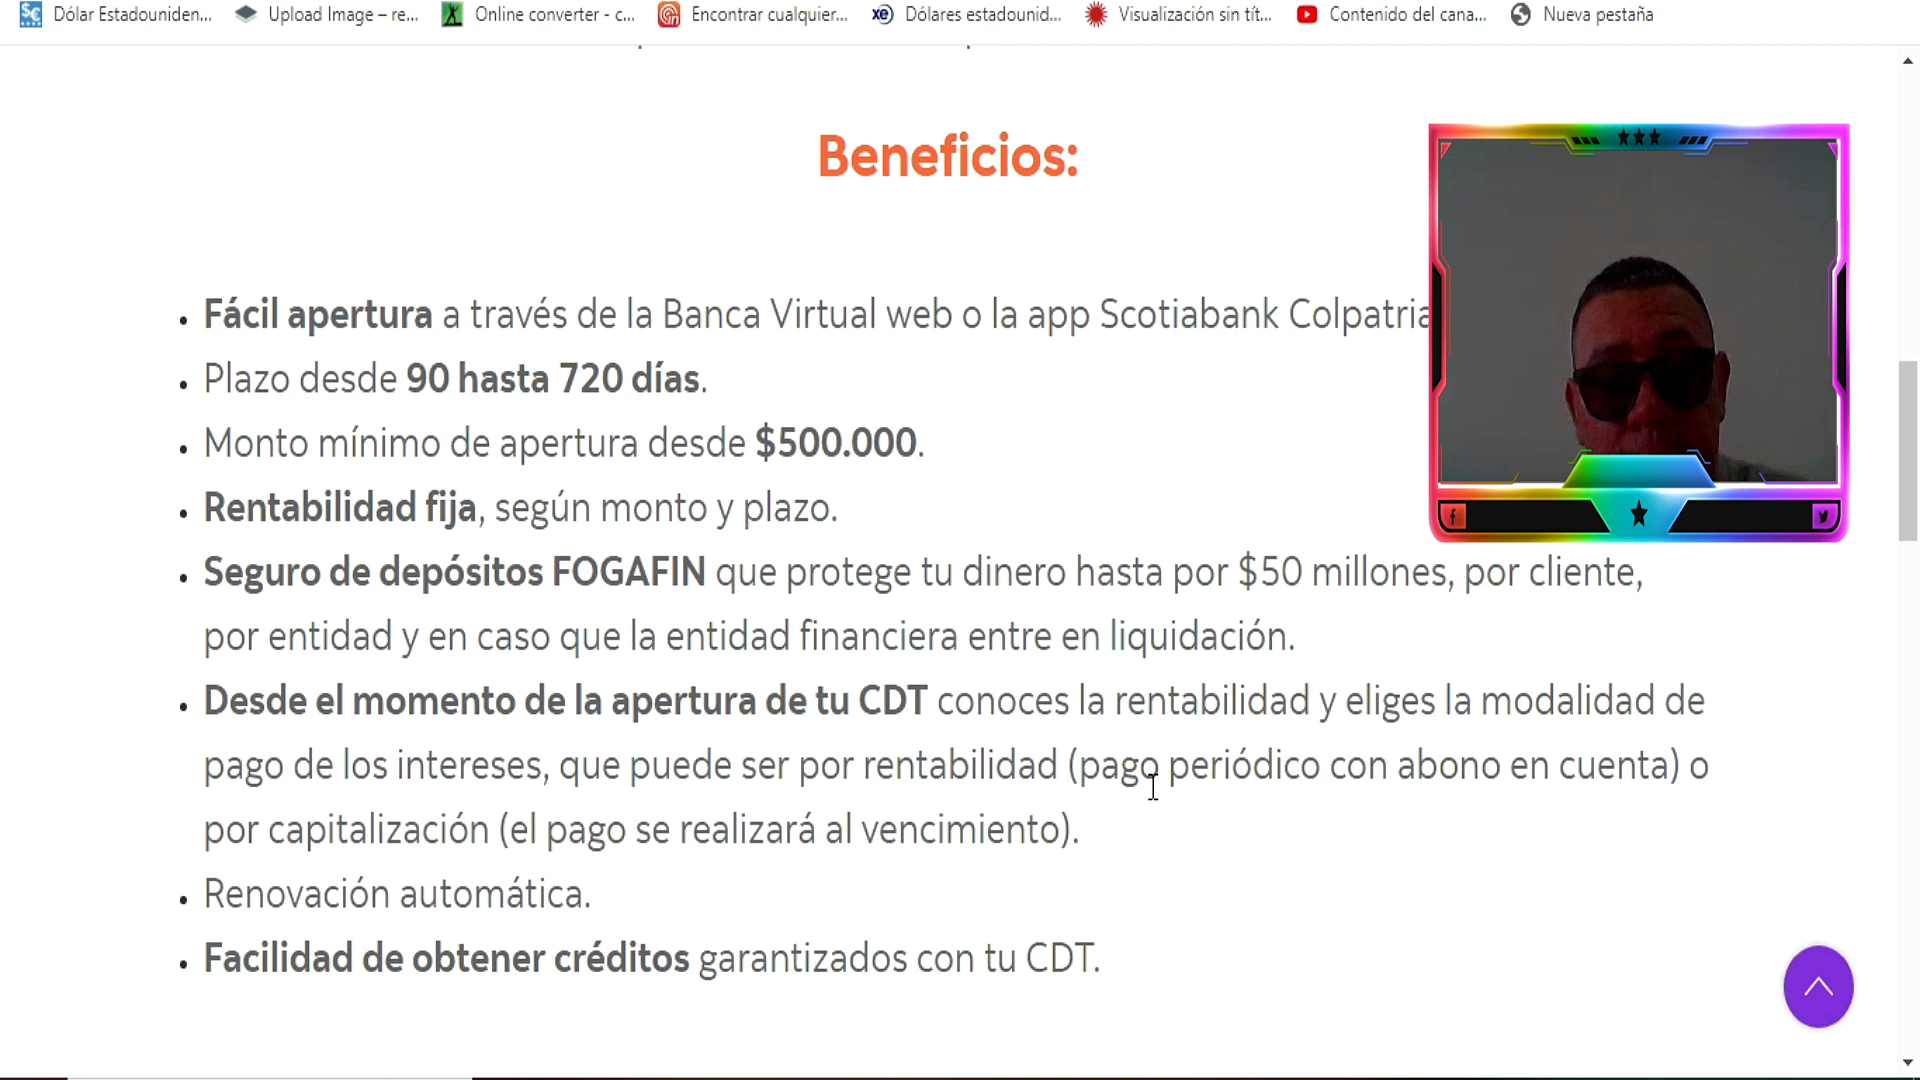 Dólar Estadouniden... Upload Image – re... Online converter - c... Encontrar cualquier... xe Dólares estadounid... Visualización sin tít... Contenido del cana... Nueva pestaña
Beneficios:
• Fácil apertura a través de la Banca Virtual web o la app Scotiabank Colpatria
• Plazo desde 90 hasta 720 días.
• Monto mínimo de apertura desde $500.000.
• Rentabilidad fija, según monto y plazo.
• Seguro de depósitos FOGAFIN que protege tu dinero hasta por $50 millones, por cliente,
por entidad y en caso que la entidad financiera entre en liquidación.
• Desde el momento de la apertura de tu CDT conoces la rentabilidad y eliges la modalidad de
pago de los intereses, que puede ser por rentabilidad (pago periódico con abono en cuenta) o
por capitalización (el pago se realizará al vencimiento).
• Renovación automática.
• Facilidad de obtener créditos garantizados con tu CDT.